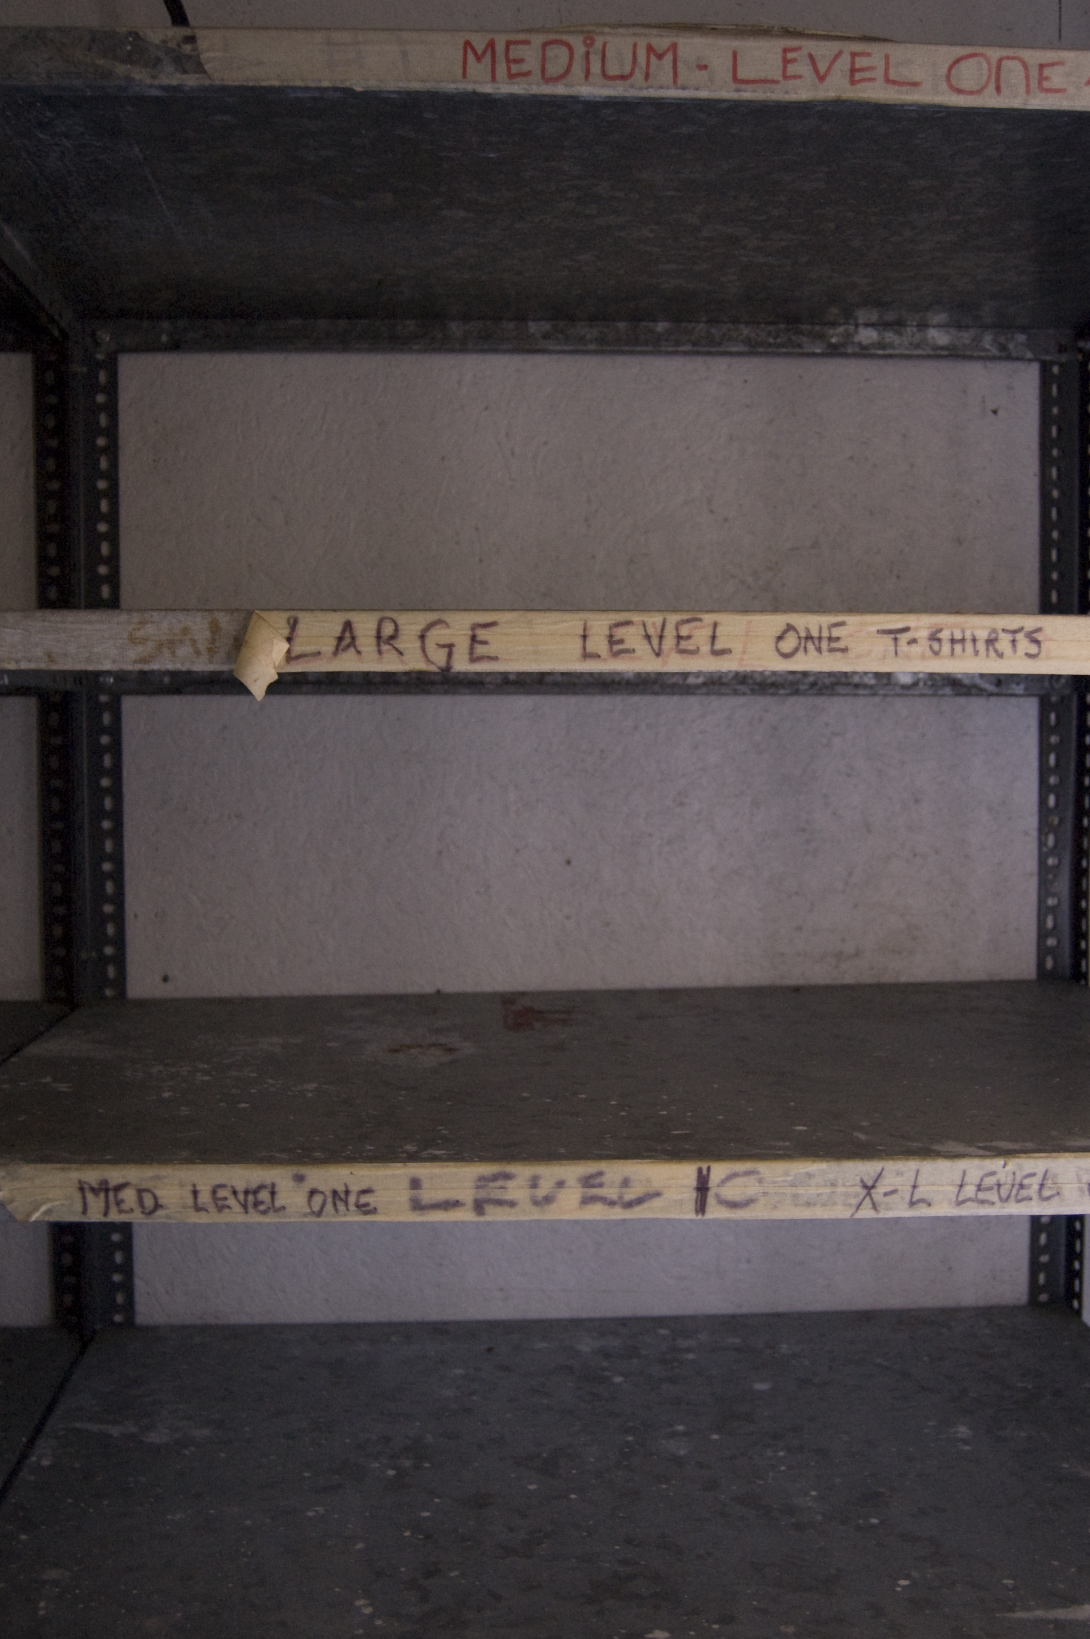 MEDIUM - LEVEL ONE
LARGE LEVEL ONE T-SHIRTS
MED. LEVEL ONE LEVEL X-L LEVEL